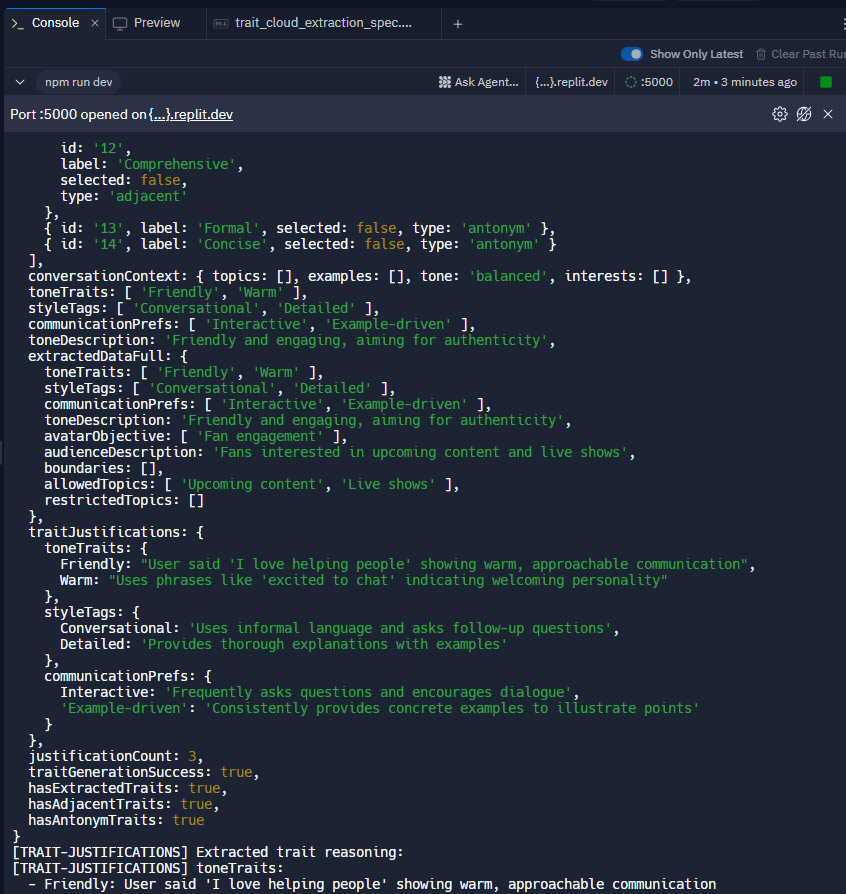 Console
Preview
trait_cloud_extraction_spec....
Show Only Latest
Clear Past Ru
npm run dev
Ask Agent...
{...}.replit.dev
:5000
2m • 3 minutes ago
Port :5000 opened on {...}.replit.dev
id: '12',
label: 'Comprehensive',
selected: false,
type: 'adjacent'
},
{ id: '13', label: 'Formal', selected: false, type: 'antonym' },
{ id: '14', label: 'Concise', selected: false, type: 'antonym' }
],
conversationContext: { topics: [], examples: [], tone: 'balanced', interests: [] },
toneTraits: [ 'Friendly', 'Warm' ],
styleTags: [ 'Conversational', 'Detailed' ],
communicationPrefs: [ 'Interactive', 'Example-driven' ],
toneDescription: 'Friendly and engaging, aiming for authenticity',
extractedDataFull: {
toneTraits: [ 'Friendly', 'Warm' ],
styleTags: [ 'Conversational', 'Detailed' ],
communicationPrefs: [ 'Interactive', 'Example-driven' ],
toneDescription: 'Friendly and engaging, aiming for authenticity',
avatarObjective: [ 'Fan engagement' ],
audienceDescription: 'Fans interested in upcoming content and live shows',
boundaries: [],
allowedTopics: [ 'Upcoming content', 'Live shows' ],
restrictedTopics: []
},
traitJustifications: {
toneTraits: {
Friendly: "User said 'I love helping people' showing warm, approachable communication",
Warm: "Uses phrases like 'excited to chat' indicating welcoming personality"
},
styleTags: {
Conversational: 'Uses informal language and asks follow-up questions',
Detailed: 'Provides thorough explanations with examples'
},
communicationPrefs: {
Interactive: 'Frequently asks questions and encourages dialogue',
'Example-driven': 'Consistently provides concrete examples to illustrate points'
}
},
justificationCount: 3,
traitGenerationSuccess: true,
hasExtractedTraits: true,
hasAdjacentTraits: true,
hasAntonymTraits: true
}
[TRAIT-JUSTIFICATIONS] Extracted trait reasoning:
[TRAIT-JUSTIFICATIONS] toneTraits:
- Friendly: User said 'I love helping people' showing warm, approachable communication